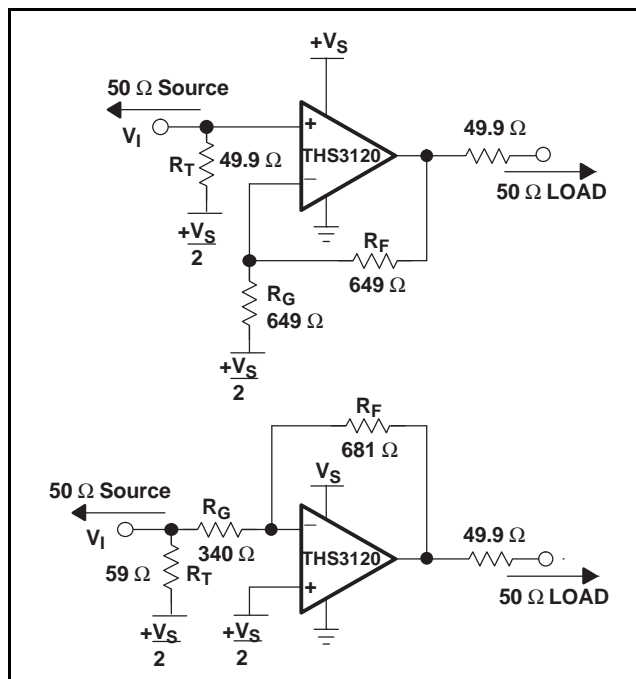 +VS
50 Ω Source
VI
+
THS3120
−
49.9 Ω
RT
49.9 Ω
50 Ω LOAD
+VS
2
RF
649 Ω
RG
649 Ω
+VS
2
RF
681 Ω
VS
50 Ω Source
RG
VI
340 Ω
−
THS3120
+
49.9 Ω
59 Ω
RT
50 Ω LOAD
+VS
2
+VS
2